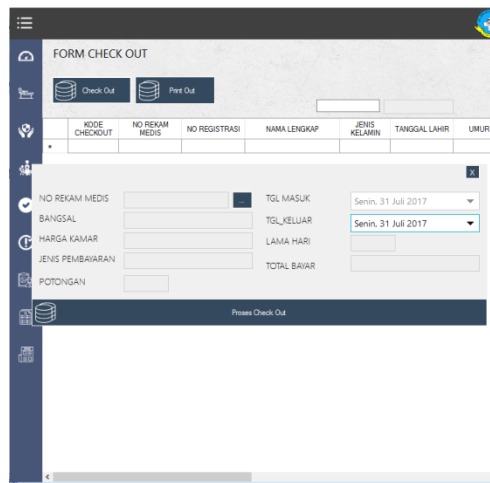 FORM CHECK OUT
Check Out
Print Out
KODE CHECKOUT
NO REKAM MEDIS
NO REGISTRASI
NAMA LENGKAP
JENIS KELAMIN
TANGGAL LAHIR
UMUR
X
NO REKAM MEDIS
...
TGL MASUK
Senin, 31 Juli 2017
BANGSAL
TGL_KELUAR
Senin, 31 Juli 2017
HARGA KAMAR
LAMA HARI
JENIS PEMBAYARAN
TOTAL BAYAR
POTONGAN
Proses Check Out